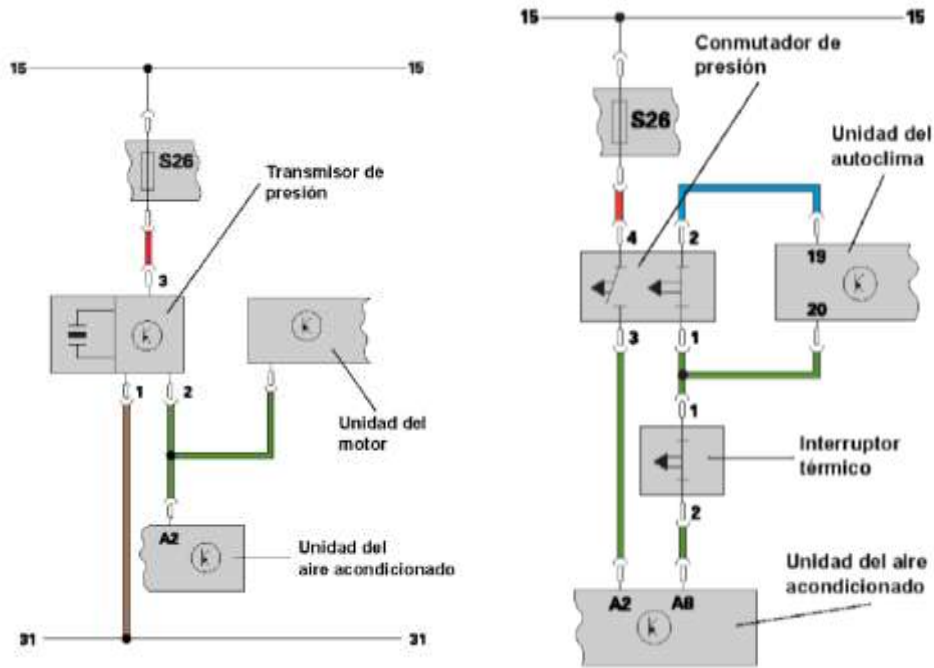 15
15
S26
Transmisor de
presión
3
1
2
Unidad del
motor
A2
Unidad del
aire acondicionado
31
31
15
15
Conmutador de
presión
S26
Unidad del
autoclima
4
2
19
20
3
1
1
Interruptor
térmico
2
Unidad del aire
acondicionado
A2
A8